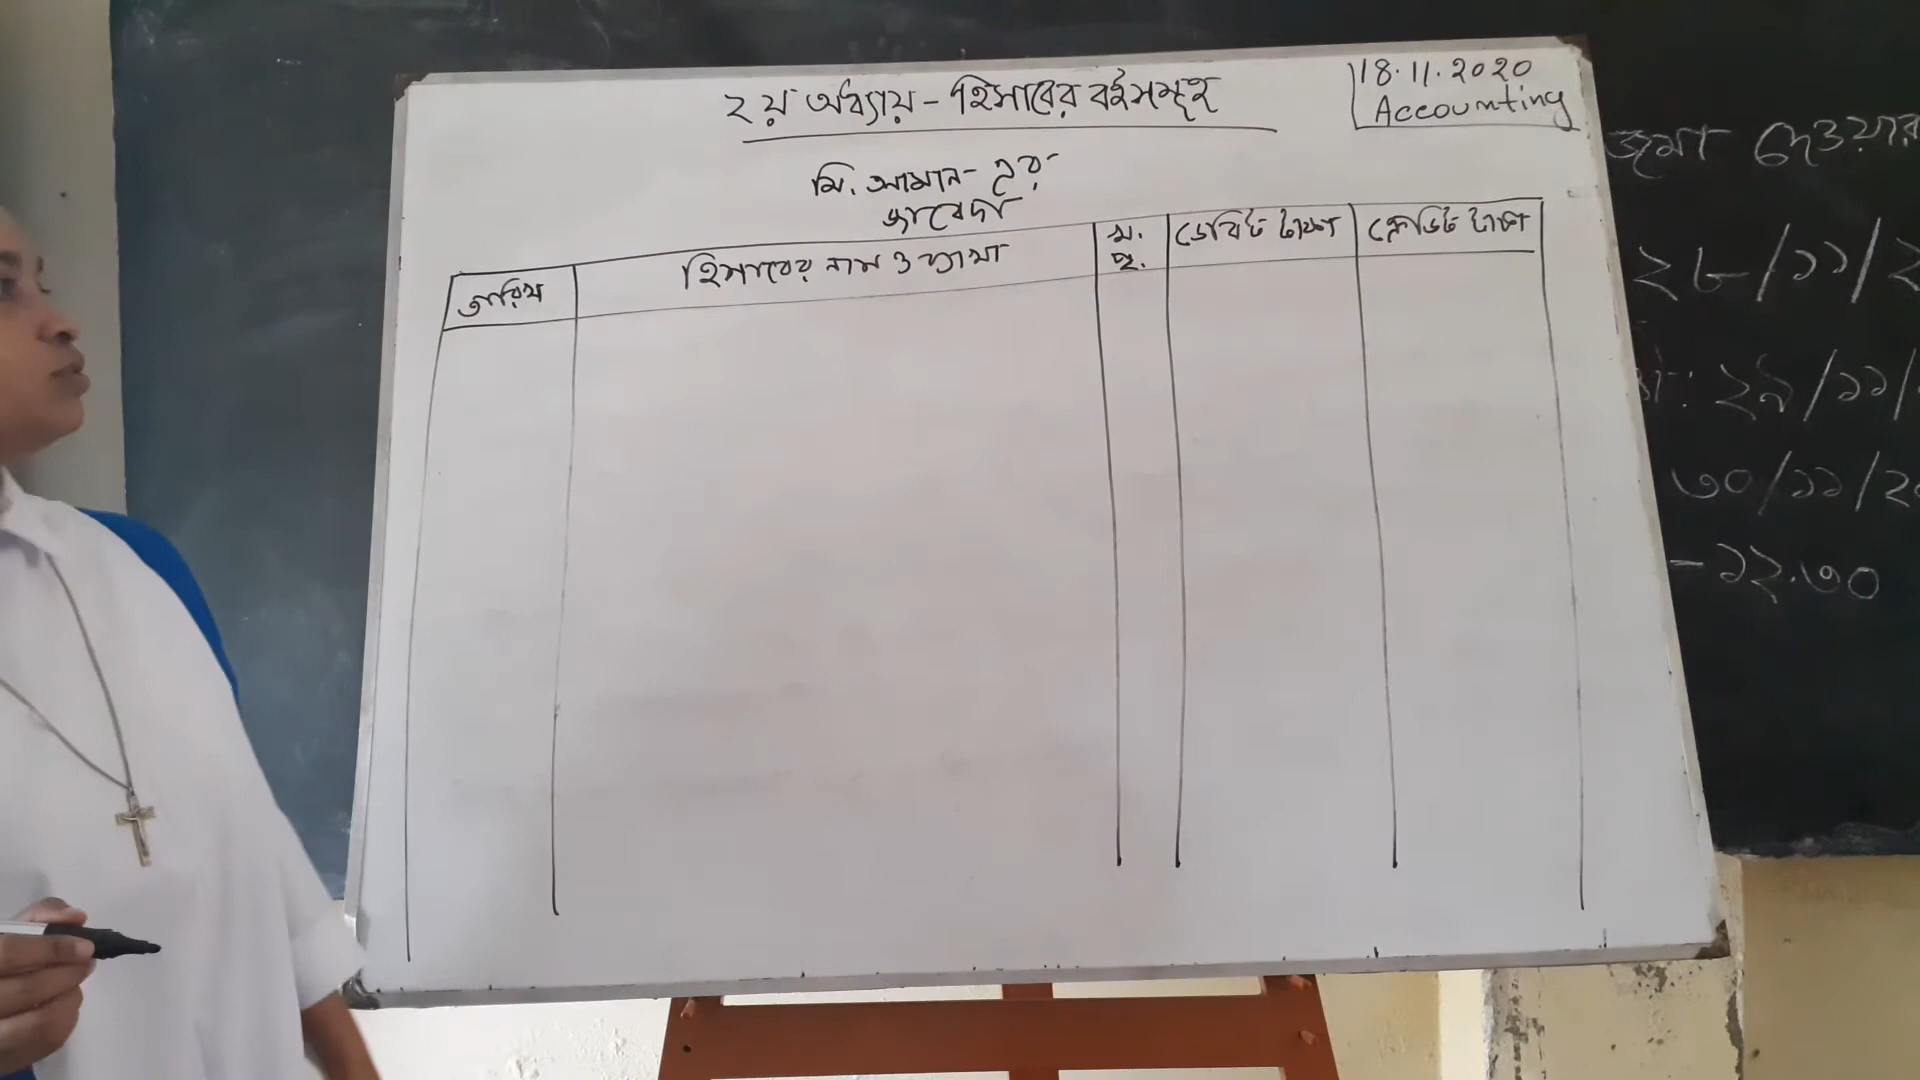 ২য় অধ্যায় - হিসাবের বইসমূহ
18.11.2020
Accounting
মি. আমান - এর
জাবেদা
তারিখ
হিসাবের নাম ও ব্যাখ্যা
খ. পৃ.
ডেবিট টাকা
ক্রেডিট টাকা
জমা দেওয়ার
২৮/১১/২
: ২৯/১১/
৩০/১১/২০
- ১২.৩০